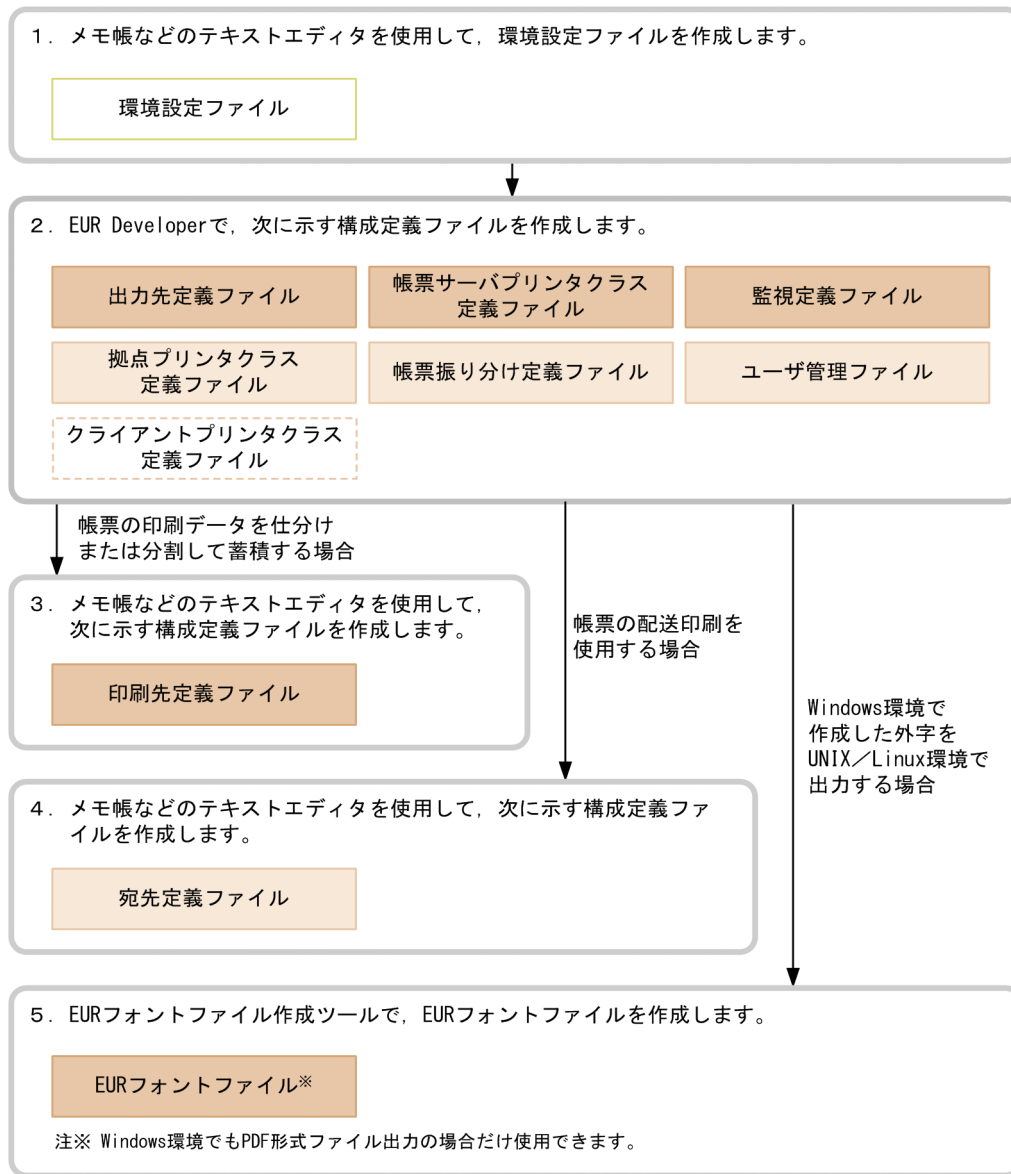 1. メモ帳などのテキストエディタを使用して，環境設定ファイルを作成します。
環境設定ファイル
2. EUR Developerで，次に示す構成定義ファイルを作成します。
出力先定義ファイル
帳票サーバプリンタクラス
定義ファイル
監視定義ファイル
拠点プリンタクラス
定義ファイル
帳票振り分け定義ファイル
ユーザ管理ファイル
クライアントプリンタクラス
定義ファイル
帳票の印刷データを仕分け
または分割して蓄積する場合
3. メモ帳などのテキストエディタを使用して，
次に示す構成定義ファイルを作成します。
印刷先定義ファイル
帳票の配送印刷を
使用する場合
Windows環境で
作成した外字を
UNIX／Linux環境で
出力する場合
4. メモ帳などのテキストエディタを使用して，次に示す構成定義ファ
イルを作成します。
宛先定義ファイル
5. EURフォントファイル作成ツールで，EURフォントファイルを作成します。
EURフォントファイル※
注※ Windows環境でもPDF形式ファイル出力の場合だけ使用できます。